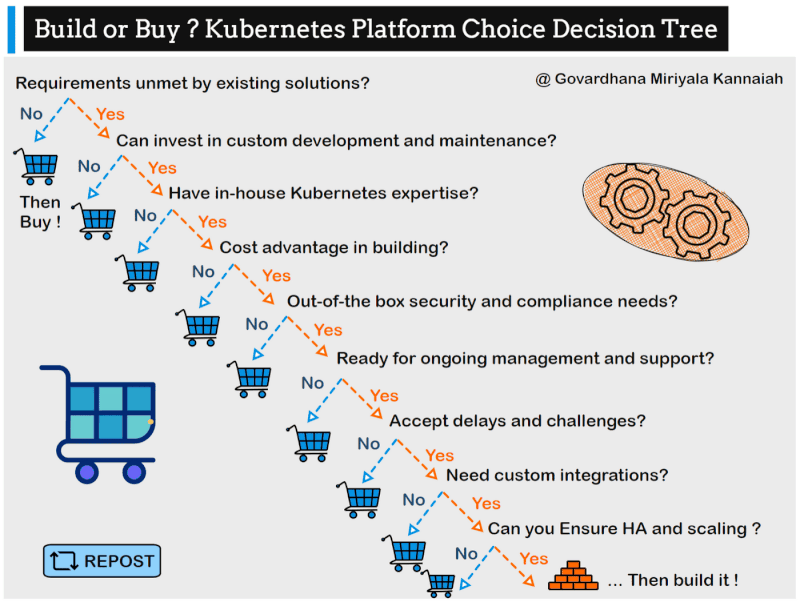 Build or Buy ? Kubernetes Platform Choice Decision Tree
@ Govardhana Miriyala Kannaiah
Requirements unmet by existing solutions?
No
Yes
Can invest in custom development and maintenance?
Then
Buy !
No
Yes
Have in-house Kubernetes expertise?
No
Yes
Cost advantage in building?
No
Yes
Out-of-the box security and compliance needs?
No
Yes
Ready for ongoing management and support?
No
Yes
Accept delays and challenges?
No
Yes
Need custom integrations?
No
Yes
Can you Ensure HA and scaling ?
No
Yes
... Then build it !
REPOST